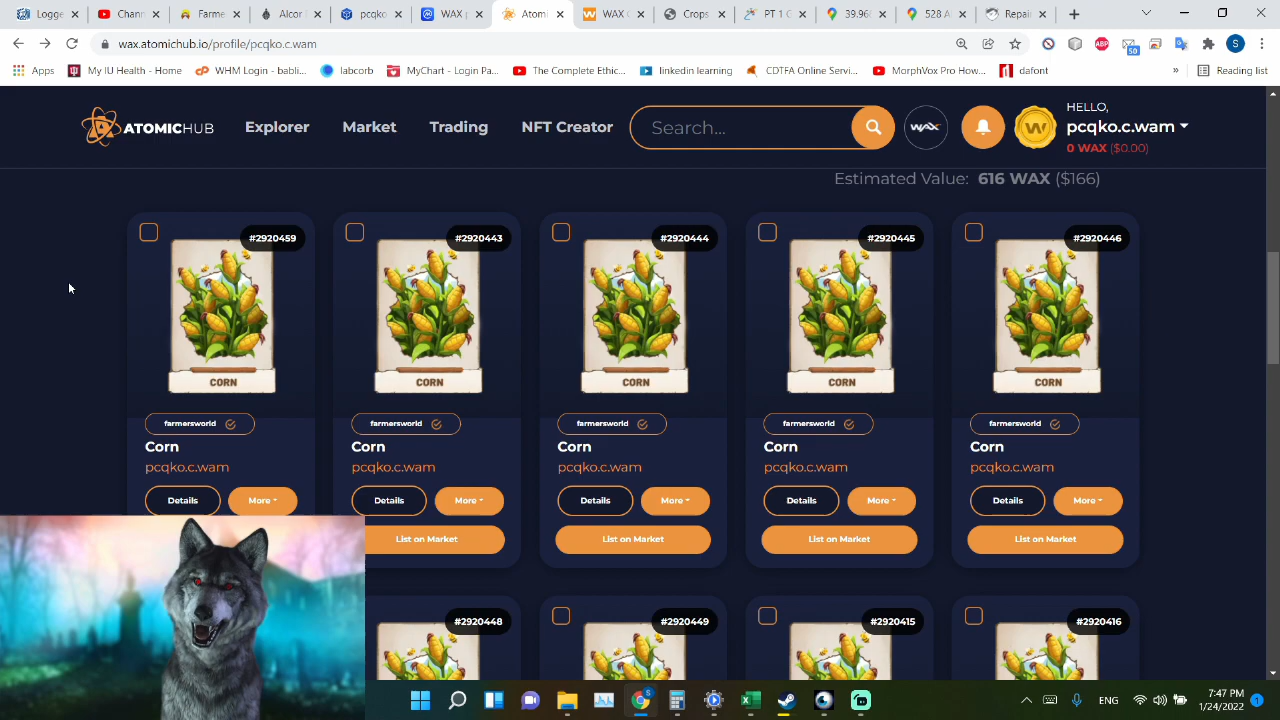 Logge
Chann
Farme
Alcor
pcqko
WAX p
Atomi
WAX C
Crops
PT 1 C
39.966
528 A
Repai
wax.atomichub.io/profile/pcqko.c.wam
50
S
Apps
My IU Health - Home
WHM Login - babli...
labcorb
MyChart - Login Pa...
The Complete Ethic...
linkedin learning
CDTFA Online Servi...
MorphVox Pro How...
dafont
»
Reading list
ATOMICHUB
Explorer
Market
Trading
NFT Creator
Search...
WAX
HELLO,
pcqko.c.wam
0 WAX ($0.00)
Estimated Value: 616 WAX ($166)
#2920459
#2920443
#2920444
#2920445
#2920446
CORN
CORN
CORN
CORN
CORN
farmersworld
farmersworld
farmersworld
farmersworld
farmersworld
Corn
Corn
Corn
Corn
Corn
pcqko.c.wam
pcqko.c.wam
pcqko.c.wam
pcqko.c.wam
pcqko.c.wam
Details
More
Details
More
Details
More
Details
More
Details
More
List on Market
List on Market
List on Market
List on Market
#2920448
#2920449
#2920415
#2920416
ENG
7:47 PM
1/24/2022